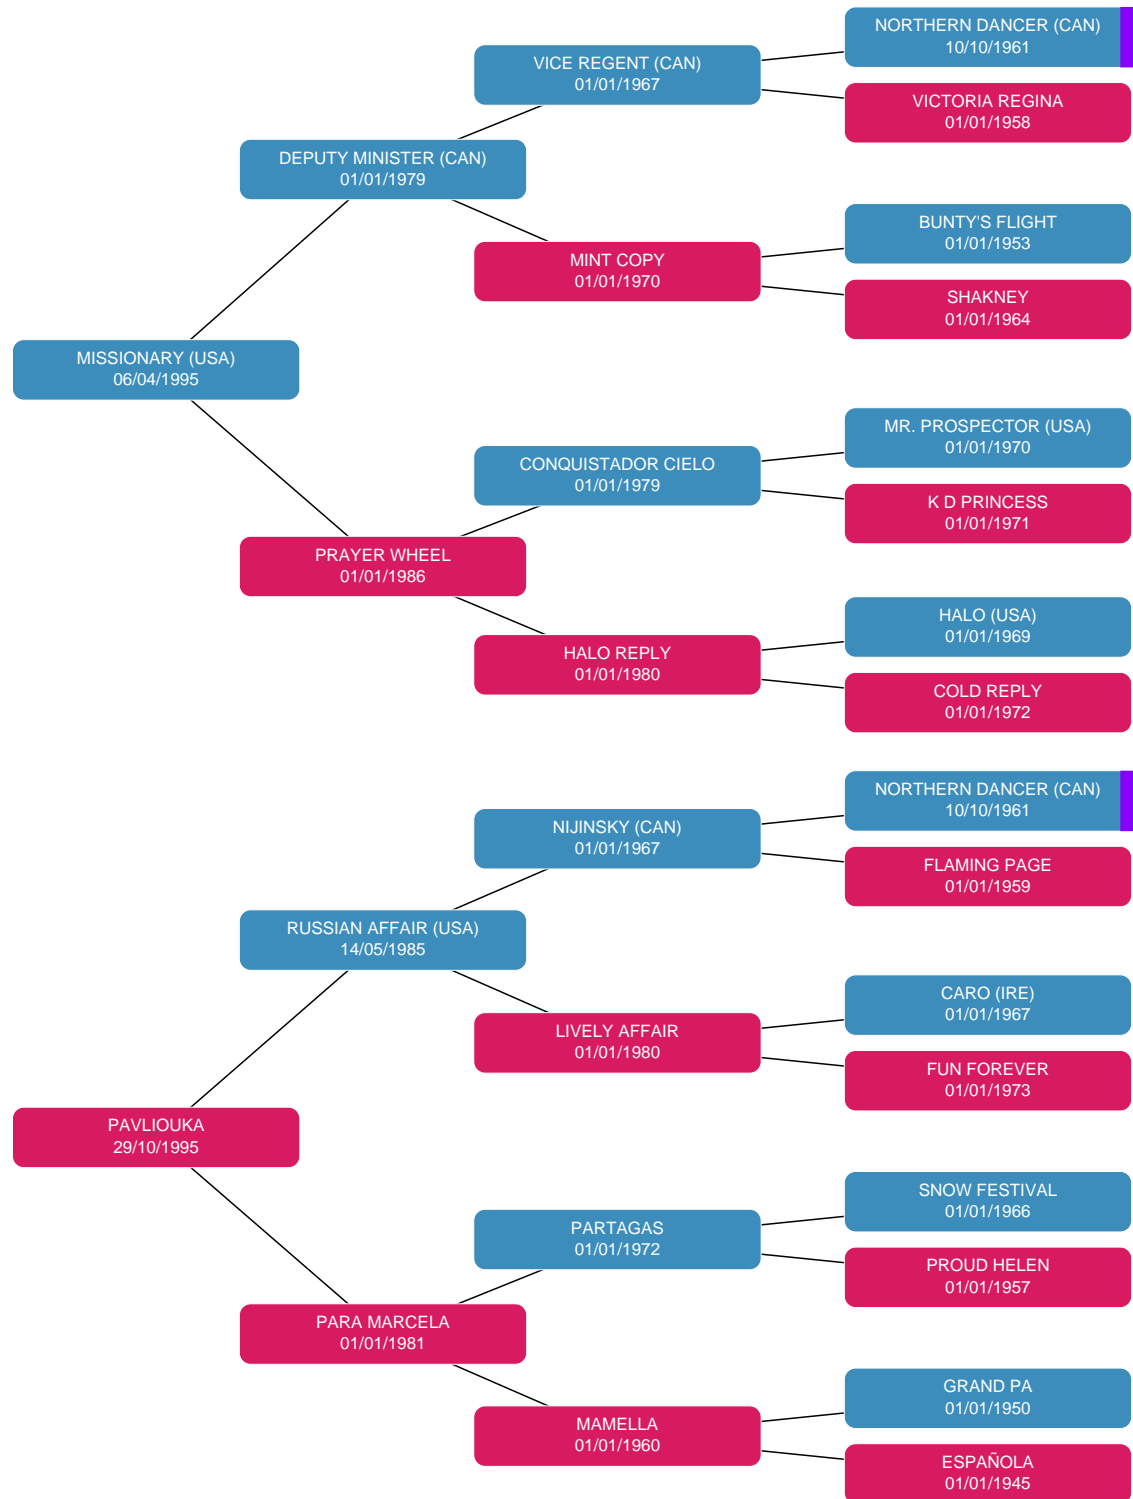 NORTHERN DANCER (CAN)
10/10/1961
VICE REGENT (CAN)
01/01/1967
VICTORIA REGINA
01/01/1958
DEPUTY MINISTER (CAN)
01/01/1979
BUNTY'S FLIGHT
01/01/1953
MINT COPY
01/01/1970
SHAKNEY
01/01/1964
MISSIONARY (USA)
06/04/1995
MR. PROSPECTOR (USA)
01/01/1970
CONQUISTADOR CIELO
01/01/1979
K D PRINCESS
01/01/1971
PRAYER WHEEL
01/01/1986
HALO (USA)
01/01/1969
HALO REPLY
01/01/1980
COLD REPLY
01/01/1972
NORTHERN DANCER (CAN)
10/10/1961
NIJINSKY (CAN)
01/01/1967
FLAMING PAGE
01/01/1959
RUSSIAN AFFAIR (USA)
14/05/1985
CARO (IRE)
01/01/1967
LIVELY AFFAIR
01/01/1980
FUN FOREVER
01/01/1973
PAVLIOUKA
29/10/1995
SNOW FESTIVAL
01/01/1966
PARTAGAS
01/01/1972
PROUD HELEN
01/01/1957
PARA MARCELA
01/01/1981
GRAND PA
01/01/1950
MAMELLA
01/01/1960
ESPAÑOLA
01/01/1945